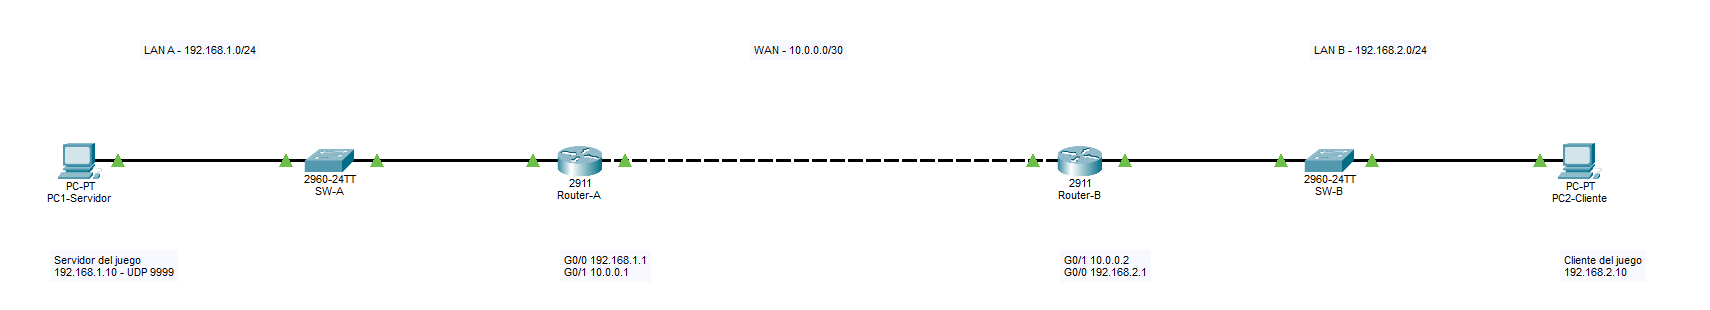 LAN A - 192.168.1.0/24
WAN - 10.0.0.0/30
LAN B - 192.168.2.0/24
PC-PT
PC1-Servidor
2960-24TT
SW-A
2911
Router-A
2911
Router-B
2960-24TT
SW-B
PC-PT
PC2-Cliente
Servidor del juego
192.168.1.10 - UDP 9999
G0/0 192.168.1.1
G0/1 10.0.0.1
G0/1 10.0.0.2
G0/0 192.168.2.1
Cliente del juego
192.168.2.10